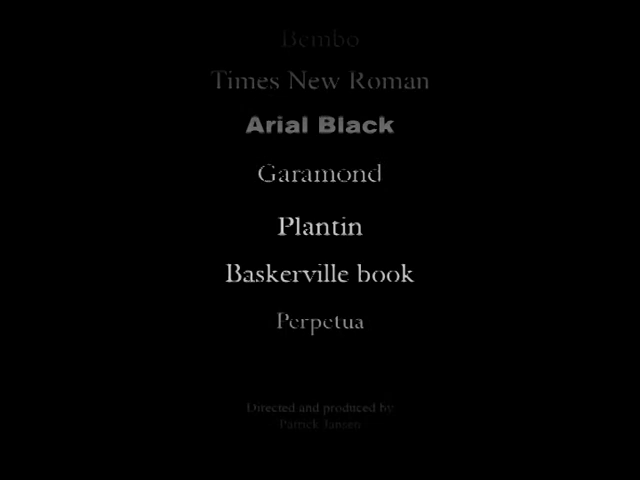 Bembo
Times New Roman
Arial Black
Garamond
Plantin
Baskerville book
Perpetua
Directed and produced by:
Patrick Jansen